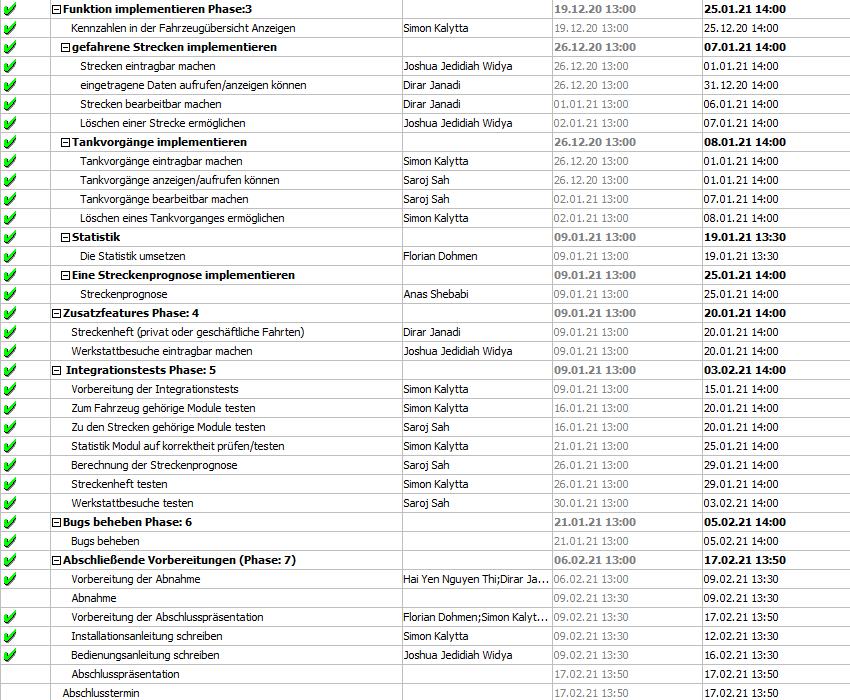 Funktion implementieren Phase:3 19.12.20 13:00 25.01.21 14:00
Kennzahlen in der Fahrzeugübersicht Anzeigen Simon Kalytta 19.12.20 13:00 25.12.20 14:00
gefahrene Strecken implementieren 26.12.20 13:00 07.01.21 14:00
Strecken eintragbar machen Joshua Jedidiah Widya 26.12.20 13:00 01.01.21 14:00
eingetragene Daten aufrufen/anzeigen können Dirar Janadi 26.12.20 13:00 31.12.20 14:00
Strecken bearbeitbar machen Dirar Janadi 01.01.21 13:00 06.01.21 14:00
Löschen einer Strecke ermöglichen Joshua Jedidiah Widya 02.01.21 13:00 07.01.21 14:00
Tankvorgänge implementieren 26.12.20 13:00 08.01.21 14:00
Tankvorgänge eintragbar machen Simon Kalytta 26.12.20 13:00 01.01.21 14:00
Tankvorgänge anzeigen/aufrufen können Saroj Sah 26.12.20 13:00 01.01.21 14:00
Tankvorgänge bearbeitbar machen Saroj Sah 02.01.21 13:00 07.01.21 14:00
Löschen eines Tankvorganges ermöglichen Simon Kalytta 02.01.21 13:00 08.01.21 14:00
Statistik 09.01.21 13:00 19.01.21 13:30
Die Statistik umsetzen Florian Dohmen 09.01.21 13:00 19.01.21 13:30
Eine Streckenprognose implementieren 09.01.21 13:00 25.01.21 14:00
Streckenprognose Anas Shebabi 09.01.21 13:00 25.01.21 14:00
Zusatzfeatures Phase: 4 09.01.21 13:00 20.01.21 14:00
Streckenheft (privat oder geschäftliche Fahrten) Dirar Janadi 09.01.21 13:00 20.01.21 14:00
Werkstattbesuche eintragbar machen Joshua Jedidiah Widya 09.01.21 13:00 20.01.21 14:00
Integrationstests Phase: 5 09.01.21 13:00 03.02.21 14:00
Vorbereitung der Integrationstests Simon Kalytta 09.01.21 13:00 15.01.21 14:00
Zum Fahrzeug gehörige Module testen Simon Kalytta 16.01.21 13:00 20.01.21 14:00
Zu den Strecken gehörige Module testen Saroj Sah 16.01.21 13:00 20.01.21 14:00
Statistik Modul auf korrektheit prüfen/testen Simon Kalytta 21.01.21 13:00 25.01.21 14:00
Berechnung der Streckenprognose Saroj Sah 26.01.21 13:00 29.01.21 14:00
Streckenheft testen Simon Kalytta 26.01.21 13:00 29.01.21 14:00
Werkstattbesuche testen Saroj Sah 30.01.21 13:00 03.02.21 14:00
Bugs beheben Phase: 6 21.01.21 13:00 05.02.21 14:00
Bugs beheben 21.01.21 13:00 05.02.21 14:00
Abschließende Vorbereitungen (Phase: 7) 06.02.21 13:00 17.02.21 13:50
Vorbereitung der Abnahme Hai Yen Nguyen Thi;Dirar Ja... 06.02.21 13:00 09.02.21 13:30
Abnahme 09.02.21 13:30 09.02.21 13:30
Vorbereitung der Abschlusspräsentation Florian Dohmen;Simon Kalyt... 09.02.21 13:30 17.02.21 13:50
Installationsanleitung schreiben Simon Kalytta 09.02.21 13:30 12.02.21 13:30
Bedienungsanleitung schreiben Joshua Jedidiah Widya 09.02.21 13:30 16.02.21 13:30
Abschlusspräsentation 17.02.21 13:50 17.02.21 13:50
Abschlusstermin 17.02.21 13:50 17.02.21 13:50